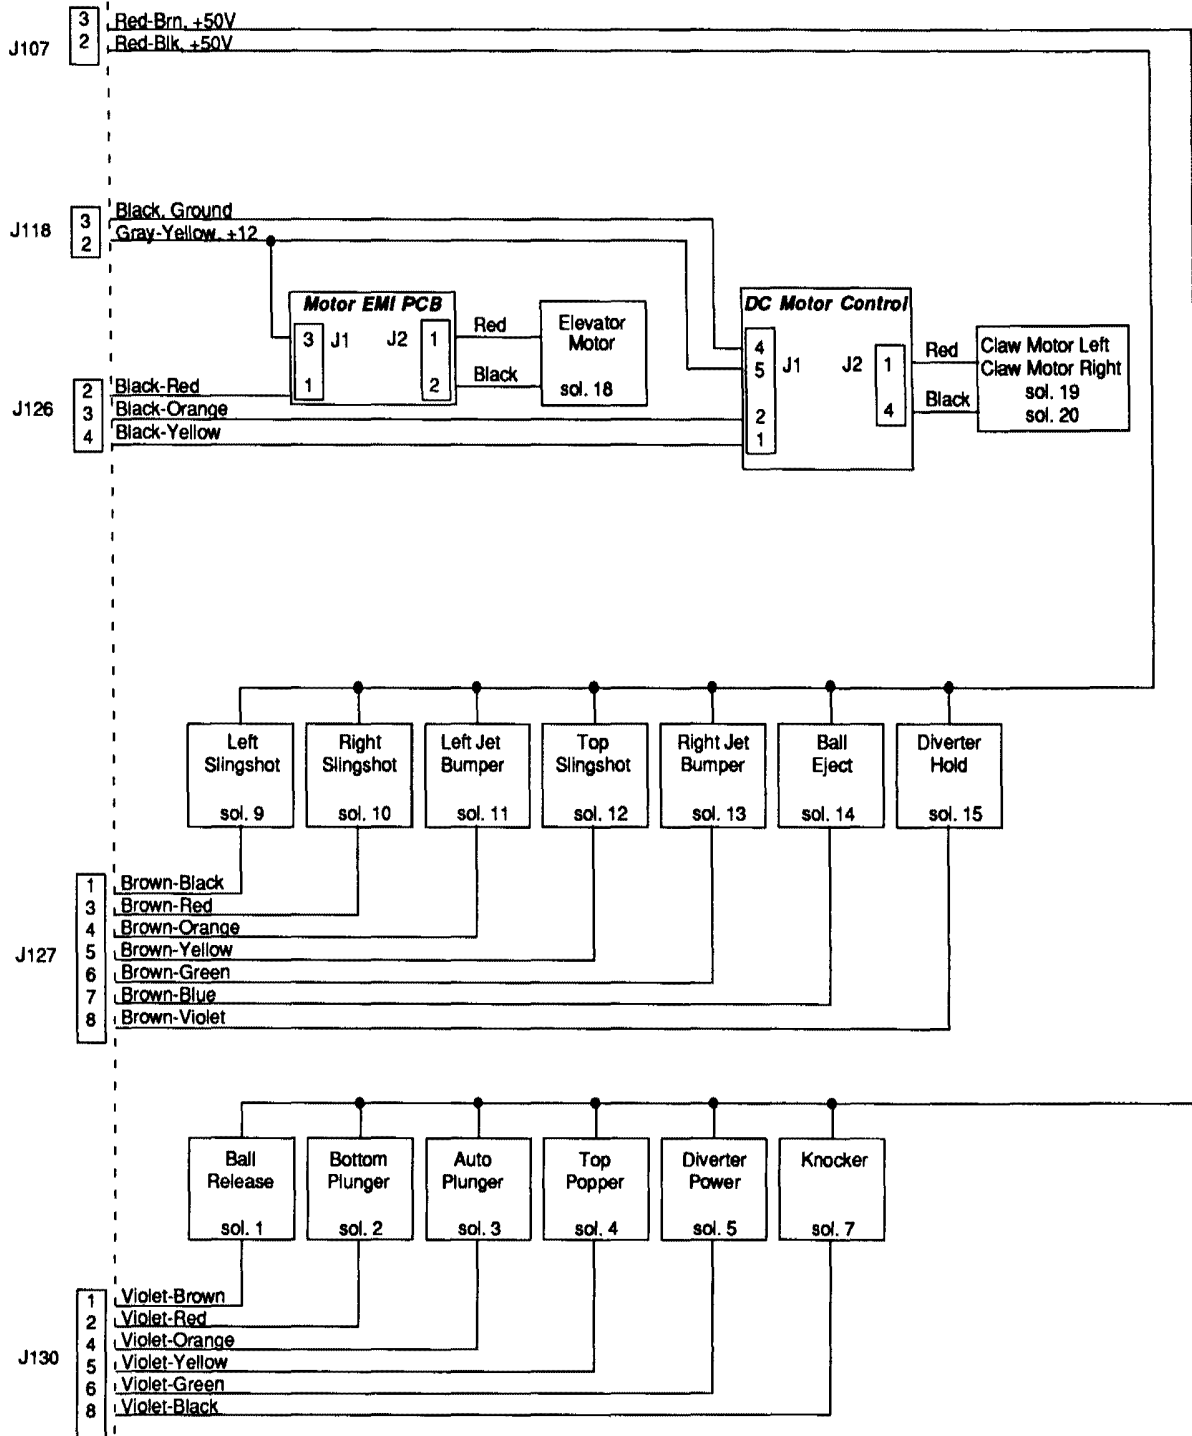 J107
3 Red-Brn, +50V
2 Red-Blk, +50V
J118
3 Black, Ground
2 Gray-Yellow, +12
Motor EMI PCB
3 J1 J2 1
1 2
Red
Black
Elevator
Motor
sol. 18
DC Motor Control
4
5
J1
2
1
J2
1
4
Red
Black
Claw Motor Left
Claw Motor Right
sol. 19
sol. 20
J126
2 Black-Red
3 Black-Orange
4 Black-Yellow
Left
Slingshot
sol. 9
Right
Slingshot
sol. 10
Left Jet
Bumper
sol. 11
Top
Slingshot
sol. 12
Right Jet
Bumper
sol. 13
Ball
Eject
sol. 14
Diverter
Hold
sol. 15
J127
1 Brown-Black
3 Brown-Red
4 Brown-Orange
5 Brown-Yellow
6 Brown-Green
7 Brown-Blue
8 Brown-Violet
Ball
Release
sol. 1
Bottom
Plunger
sol. 2
Auto
Plunger
sol. 3
Top
Popper
sol. 4
Diverter
Power
sol. 5
Knocker
sol. 7
J130
1 Violet-Brown
2 Violet-Red
4 Violet-Orange
5 Violet-Yellow
6 Violet-Green
8 Violet-Black